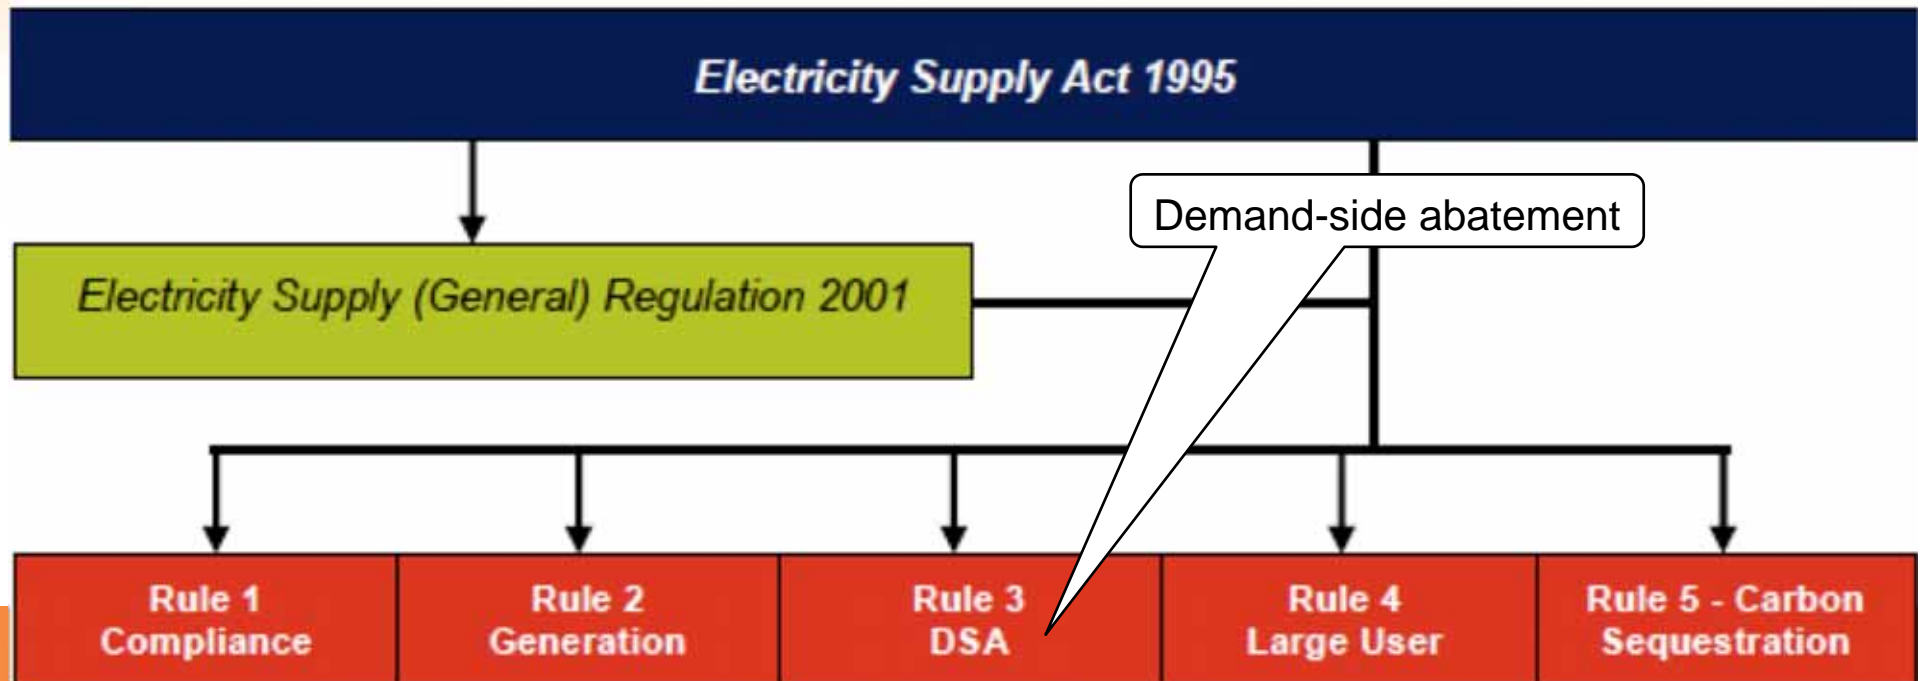 Electricity Supply Act 1995
Demand-side abatement
Electricity Supply (General) Regulation 2001
Rule 1
Compliance
Rule 2
Generation
Rule 3
DSA
Rule 4
Large User
Rule 5 - Carbon
Sequestration